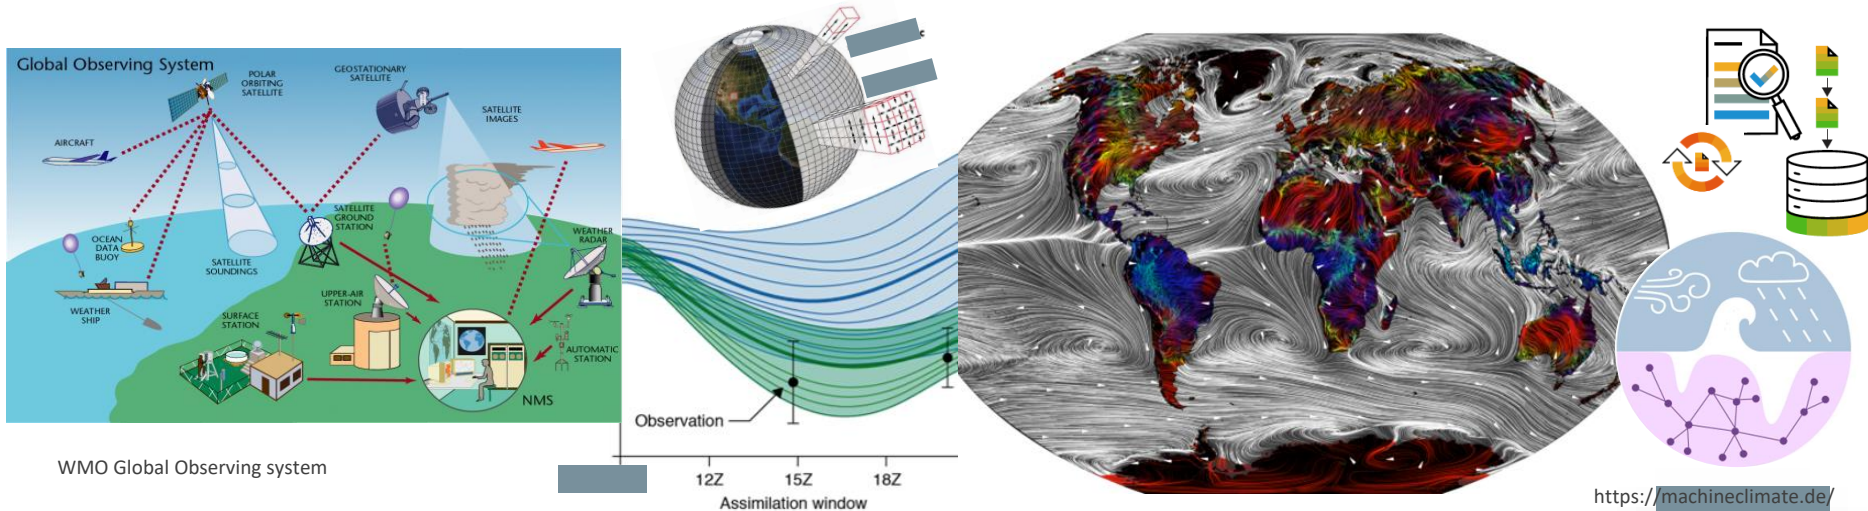 Global Observing System
POLAR
ORBITING
SATELLITE
GEOSTATIONARY
SATELLITE
SATELLITE
IMAGES
AIRCRAFT
OCEAN
DATA
BUOY
SATELLITE
SOUNDINGS
SATELLITE
GROUND
STATION
WEATHER
RADAR
WEATHER
SHIP
SURFACE
STATION
UPPER-AIR
STATION
AUTOMATIC
STATION
NMS
WMO Global Observing system
Observation
12Z
15Z
18Z
Assimilation window
https://machineclimate.de/